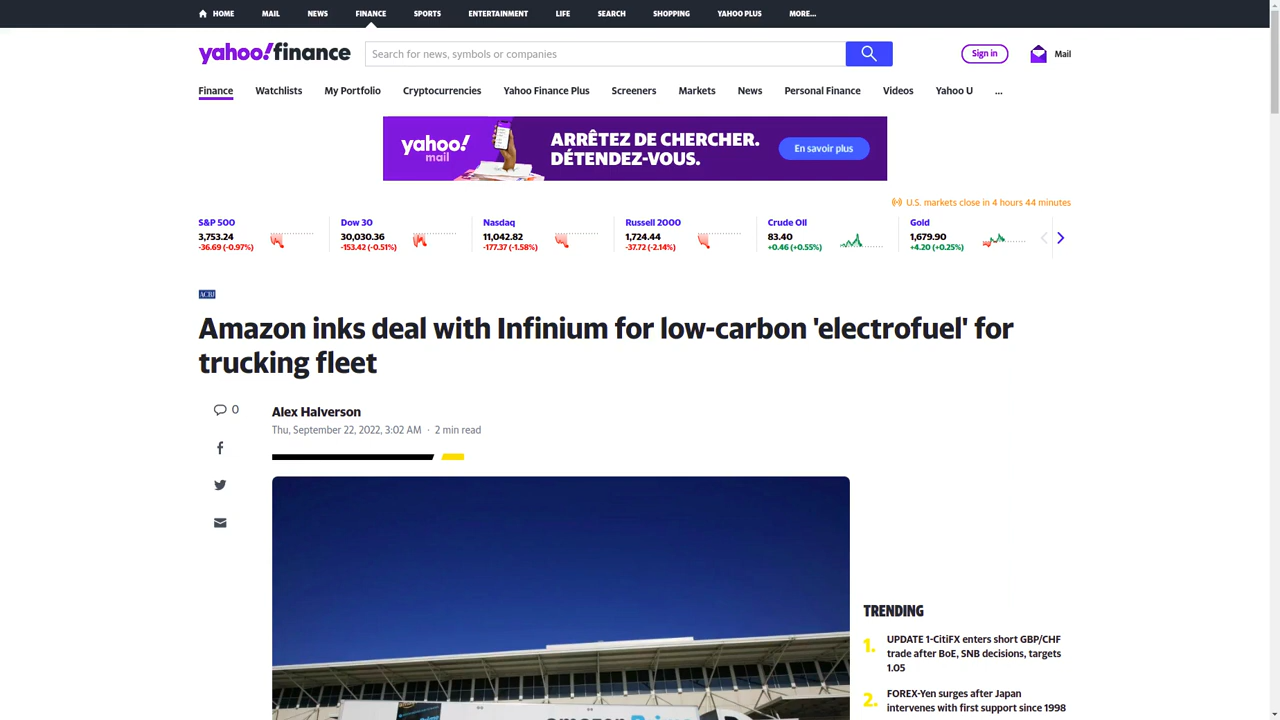 HOME MAIL NEWS FINANCE SPORTS ENTERTAINMENT LIFE SEARCH SHOPPING YAHOO PLUS MORE...
yahoo!finance
Search for news, symbols or companies
Sign in
Mail
Finance Watchlists My Portfolio Cryptocurrencies Yahoo Finance Plus Screeners Markets News Personal Finance Videos Yahoo U ...
yahoo!
mail
ARRÊTEZ DE CHERCHER.
DÉTENDEZ-VOUS.
En savoir plus
U.S. markets close in 4 hours 44 minutes
S&P 500
3,753.24
-36.69 (-0.97%)
Dow 30
30,030.36
-153.42 (-0.51%)
Nasdaq
11,042.82
-177.37 (-1.58%)
Russell 2000
1,724.44
-37.72 (-2.14%)
Crude Oil
83.40
+0.46 (+0.55%)
Gold
1,679.90
+4.20 (+0.25%)
ACBJ
Amazon inks deal with Infinium for low-carbon 'electrofuel' for
trucking fleet
0
Alex Halverson
Thu, September 22, 2022, 3:02 AM · 2 min read
TRENDING
1. UPDATE 1-CitiFX enters short GBP/CHF
trade after BoE, SNB decisions, targets
1.05
2. FOREX-Yen surges after Japan
intervenes with first support since 1998
amazon Prime